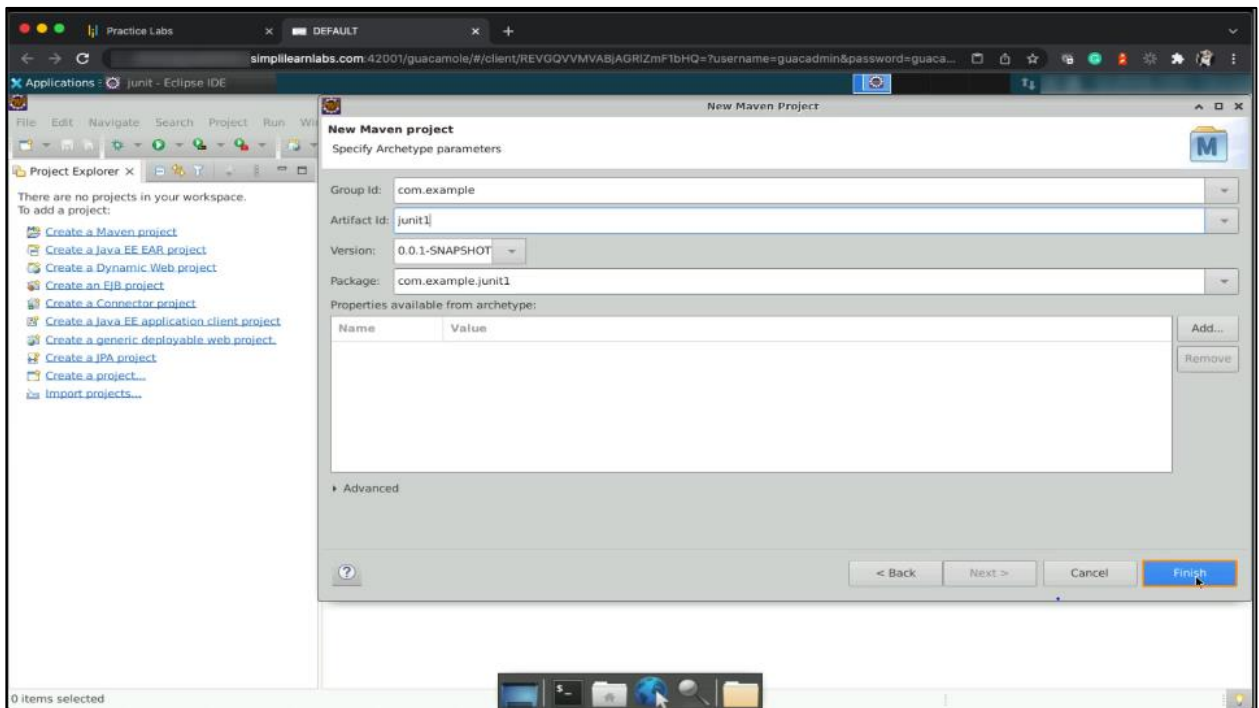 Practice Labs
DEFAULT
simplilearnlabs.com:42001/guacamole/#/client/REVGQVVMVABjAGRlZmF1bHQ=?username=guacadmin&password=guaca...
Applications
junit - Eclipse IDE
New Maven Project
File Edit Navigate Search Project Run
New Maven project
Specify Archetype parameters
M
Project Explorer
There are no projects in your workspace.
To add a project:
Create a Maven project
Create a Java EE EAR project
Create a Dynamic Web project
Create an EJB project
Create a Connector project
Create a Java EE application client project
Create a generic deployable web project.
Create a JPA project
Create a project...
Import projects...
Group Id: com.example
Artifact Id: junit1
Version: 0.0.1-SNAPSHOT
Package: com.example.junit1
Properties available from archetype:
Name Value
Add...
Remove
Advanced
?
< Back Next > Cancel Finish
0 items selected